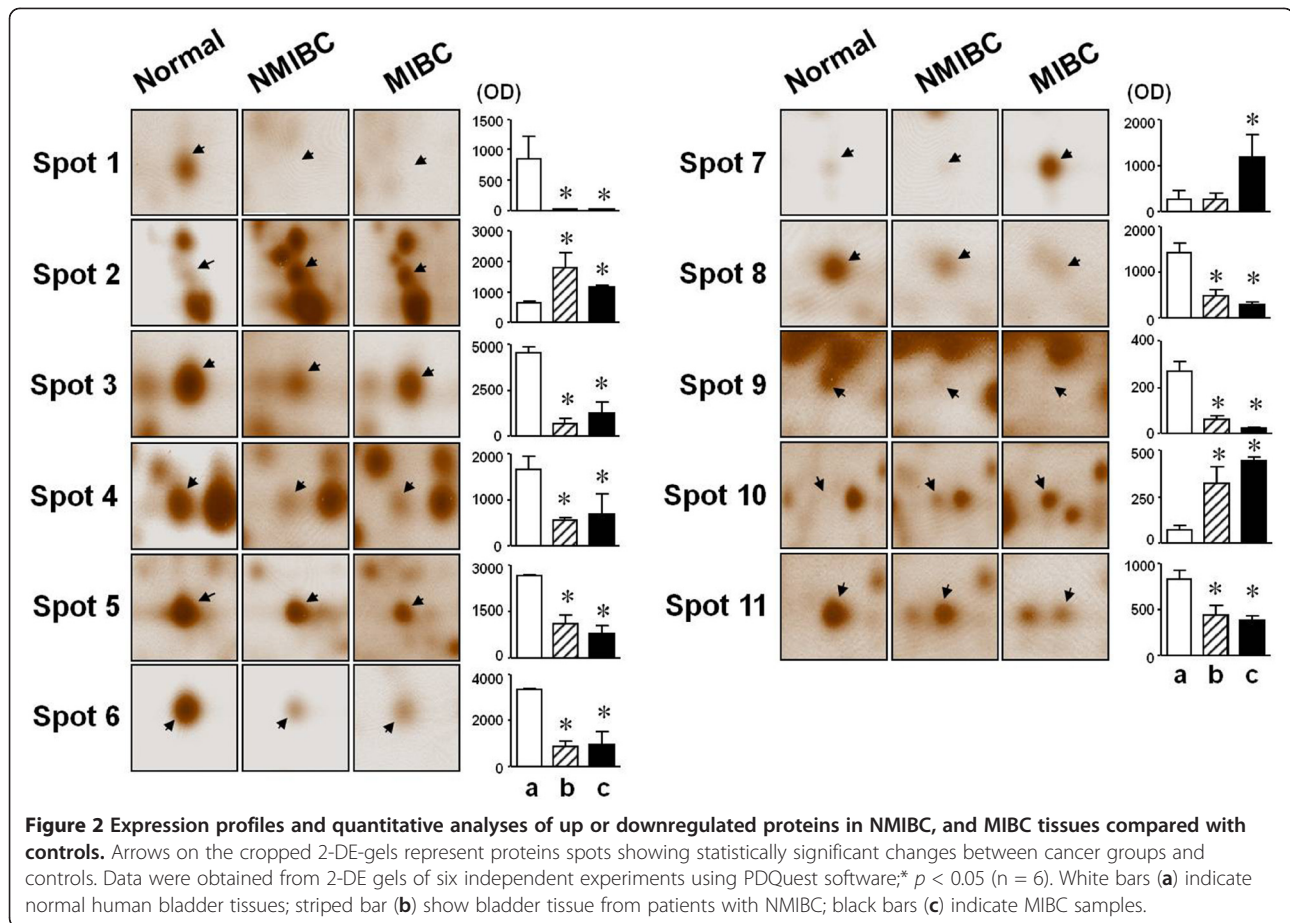 Normal NMIBC MIBC (OD)
Spot 1
1500
1000
500
0
* *
Spot 2
3000
2000
1000
0
* *
Spot 3
5000
2500
0
* *
Spot 4
2000
1000
0
* *
Spot 5
3000
1500
0
* *
Spot 6
4000
2000
0
* *
a b c
Normal NMIBC MIBC (OD)
Spot 7
2000
1000
0
*
Spot 8
2000
1000
0
* *
Spot 9
400
200
0
* *
Spot 10
500
250
0
* *
Spot 11
1000
500
0
* *
a b c
Figure 2 Expression profiles and quantitative analyses of up or downregulated proteins in NMIBC, and MIBC tissues compared with
controls. Arrows on the cropped 2-DE-gels represent proteins spots showing statistically significant changes between cancer groups and
controls. Data were obtained from 2-DE gels of six independent experiments using PDQuest software;* p < 0.05 (n = 6). White bars (a) indicate
normal human bladder tissues; striped bar (b) show bladder tissue from patients with NMIBC; black bars (c) indicate MIBC samples.